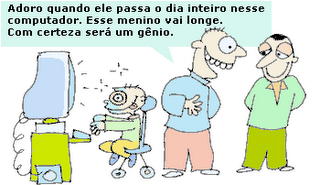 Adoro quando ele passa o dia inteiro nesse
computador. Esse menino vai longe.
Com certeza será um gênio.